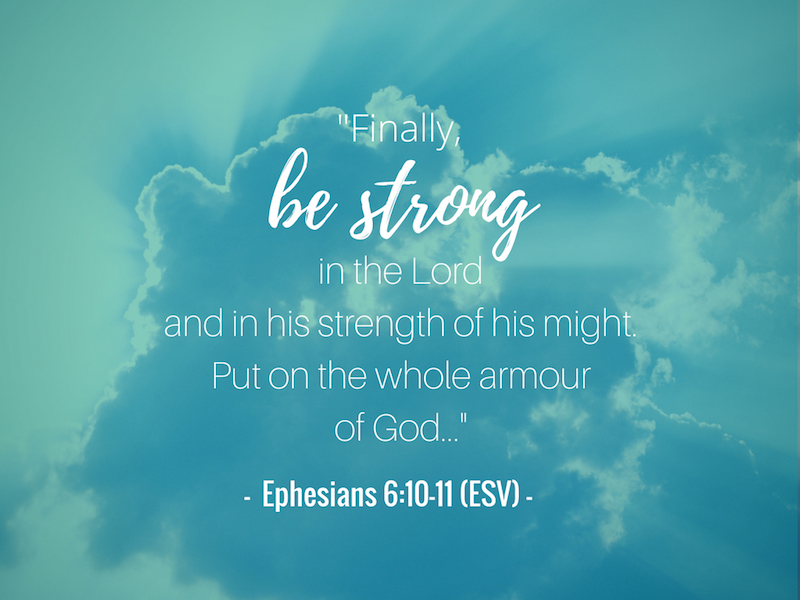 "Finally,
be strong
in the Lord
and in his strength of his might.
Put on the whole armour
of God..."
- Ephesians 6:10-11 (ESV) -